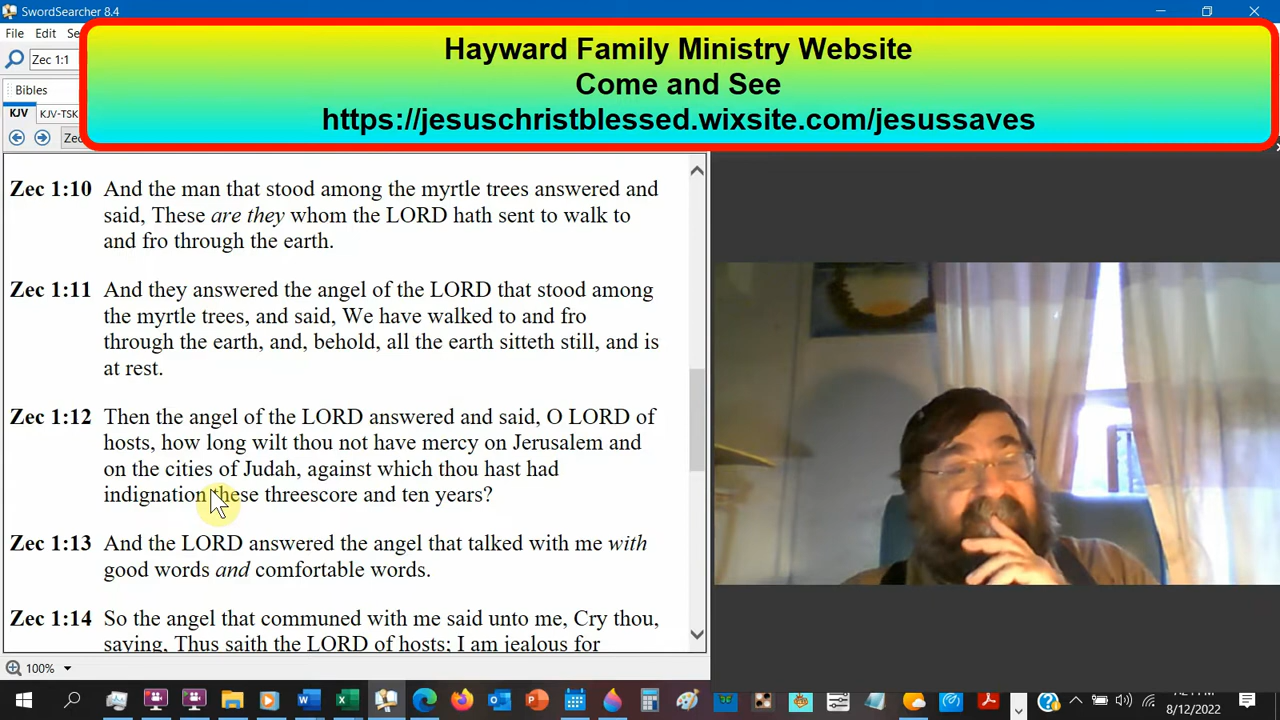 SwordSearcher 8.4
File Edit Se
Hayward Family Ministry Website
Come and See
https://jesuschristblessed.wixsite.com/jesussaves
Zec 1:1
Bibles
KJV KJV-TSK
Zec
Zec 1:10 And the man that stood among the myrtle trees answered and
said, These are they whom the LORD hath sent to walk to
and fro through the earth.
Zec 1:11 And they answered the angel of the LORD that stood among
the myrtle trees, and said, We have walked to and fro
through the earth, and, behold, all the earth sitteth still, and is
at rest.
Zec 1:12 Then the angel of the LORD answered and said, O LORD of
hosts, how long wilt thou not have mercy on Jerusalem and
on the cities of Judah, against which thou hast had
indignation these threescore and ten years?
Zec 1:13 And the LORD answered the angel that talked with me with
good words and comfortable words.
Zec 1:14 So the angel that communed with me said unto me, Cry thou,
saying, Thus saith the LORD of hosts; I am jealous for
100%
8/12/2022